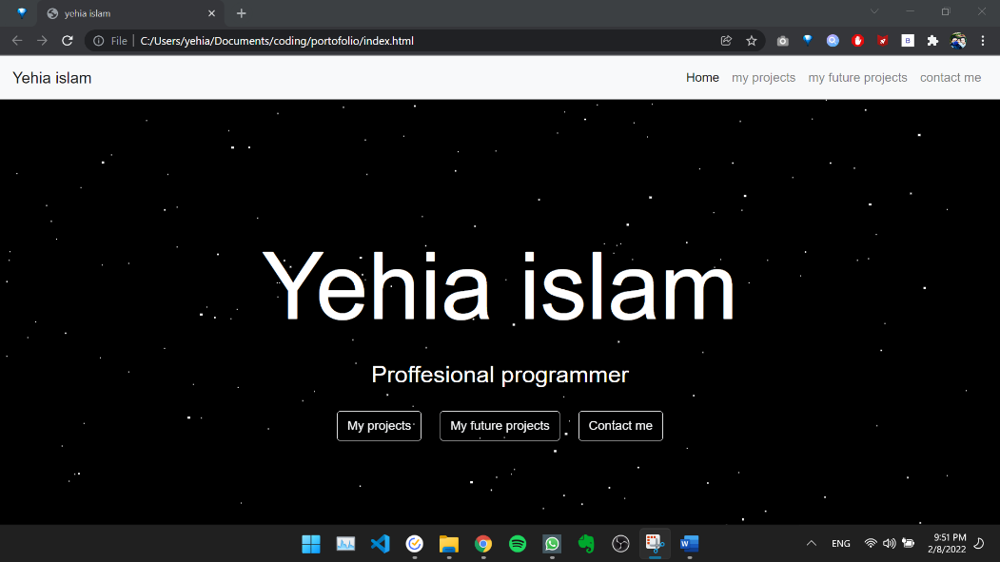 yehia islam
File
C:/Users/yehia/Documents/coding/portofolio/index.html
Yehia islam
Home my projects my future projects contact me
Yehia islam
Proffesional programmer
My projects My future projects Contact me
ENG
9:51 PM
2/8/2022